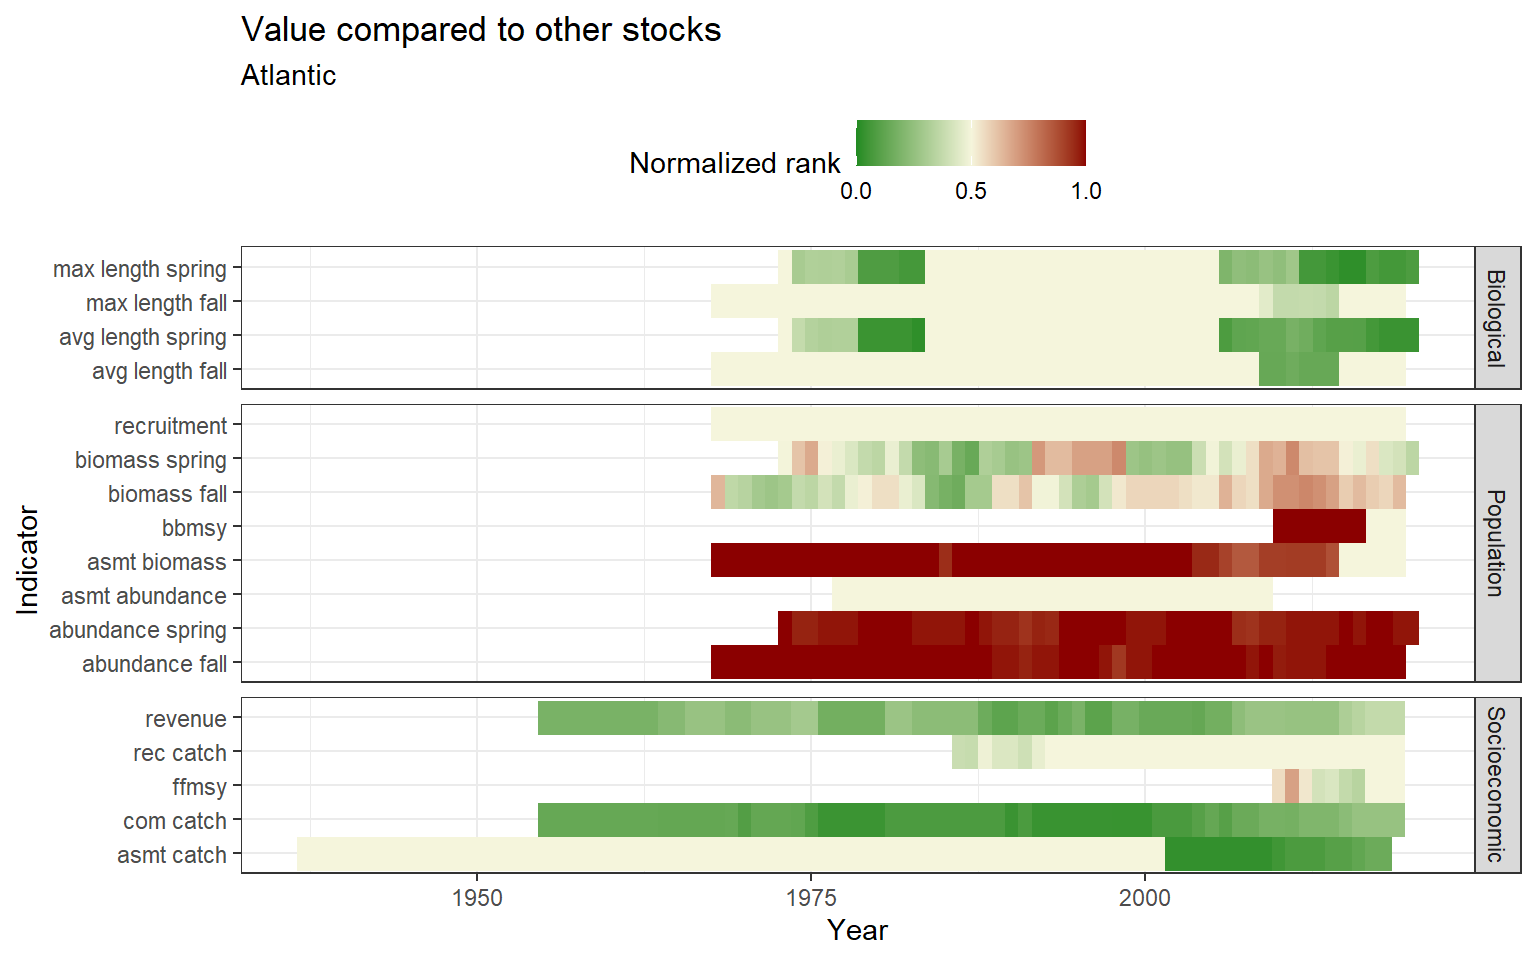 Value compared to other stocks
Atlantic
Normalized rank
0.0 0.5 1.0
max length spring
max length fall
avg length spring
avg length fall
Biological
recruitment
biomass spring
biomass fall
bbmsy
asmt biomass
asmt abundance
abundance spring
abundance fall
Population
revenue
rec catch
ffmsy
com catch
asmt catch
Socioeconomic
Indicator
1950 1975 2000
Year